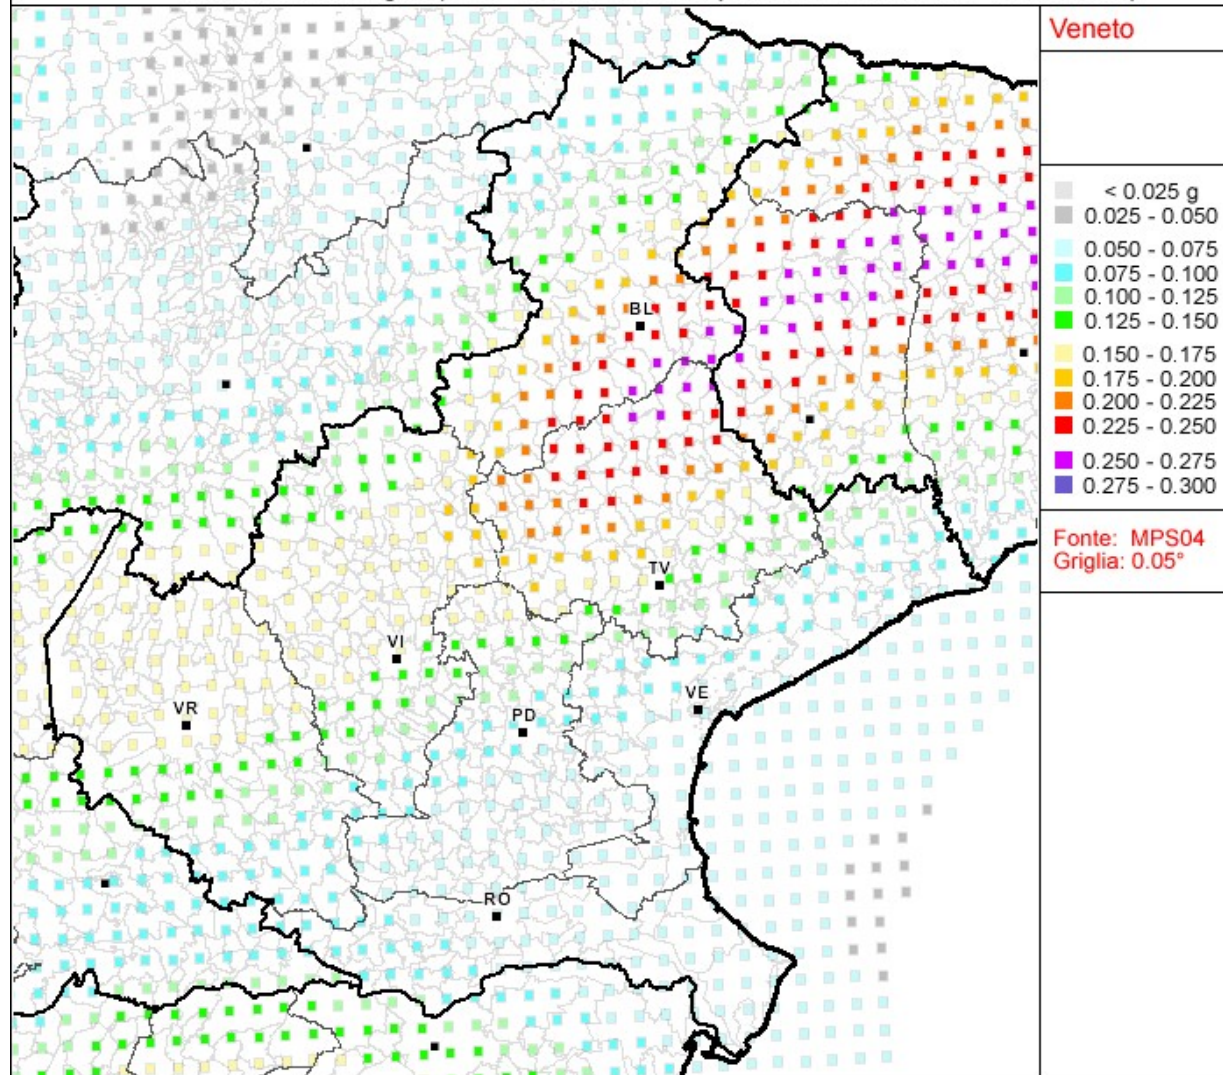 Veneto
< 0.025 g
0.025 - 0.050
0.050 - 0.075
0.075 - 0.100
0.100 - 0.125
0.125 - 0.150
0.150 - 0.175
0.175 - 0.200
0.200 - 0.225
0.225 - 0.250
0.250 - 0.275
0.275 - 0.300
Fonte: MPS04
Griglia: 0.05°
BL
TV
VI
VR
PD
VE
RO